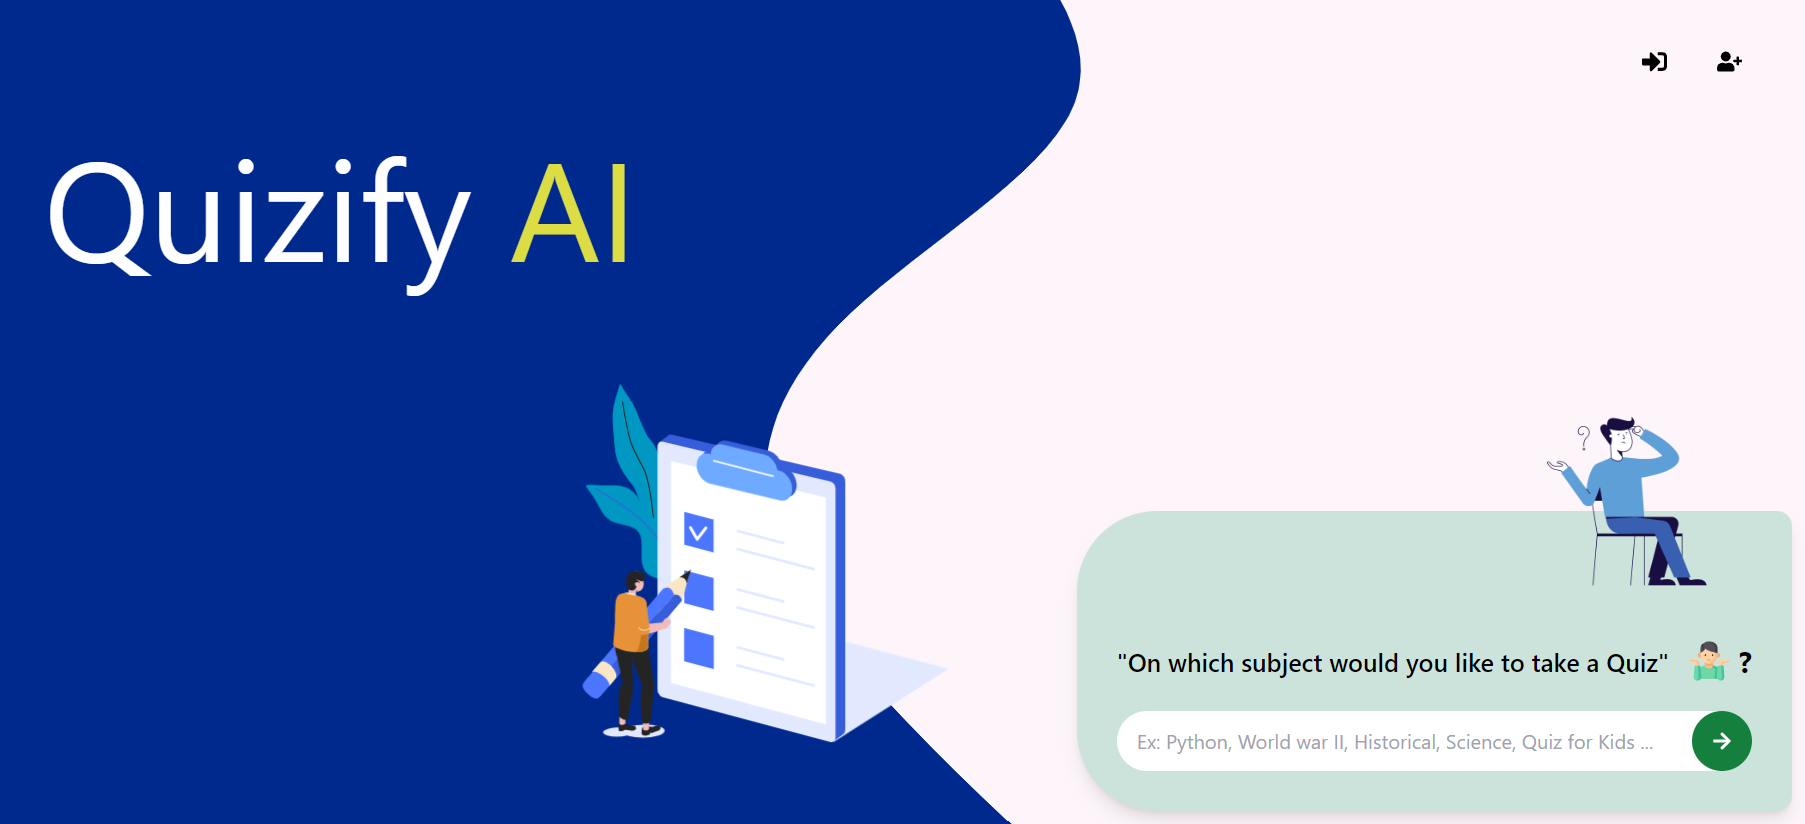 Quizify AI
?
"On which subject would you like to take a Quiz" ?
Ex: Python, World war II, Historical, Science, Quiz for Kids ...